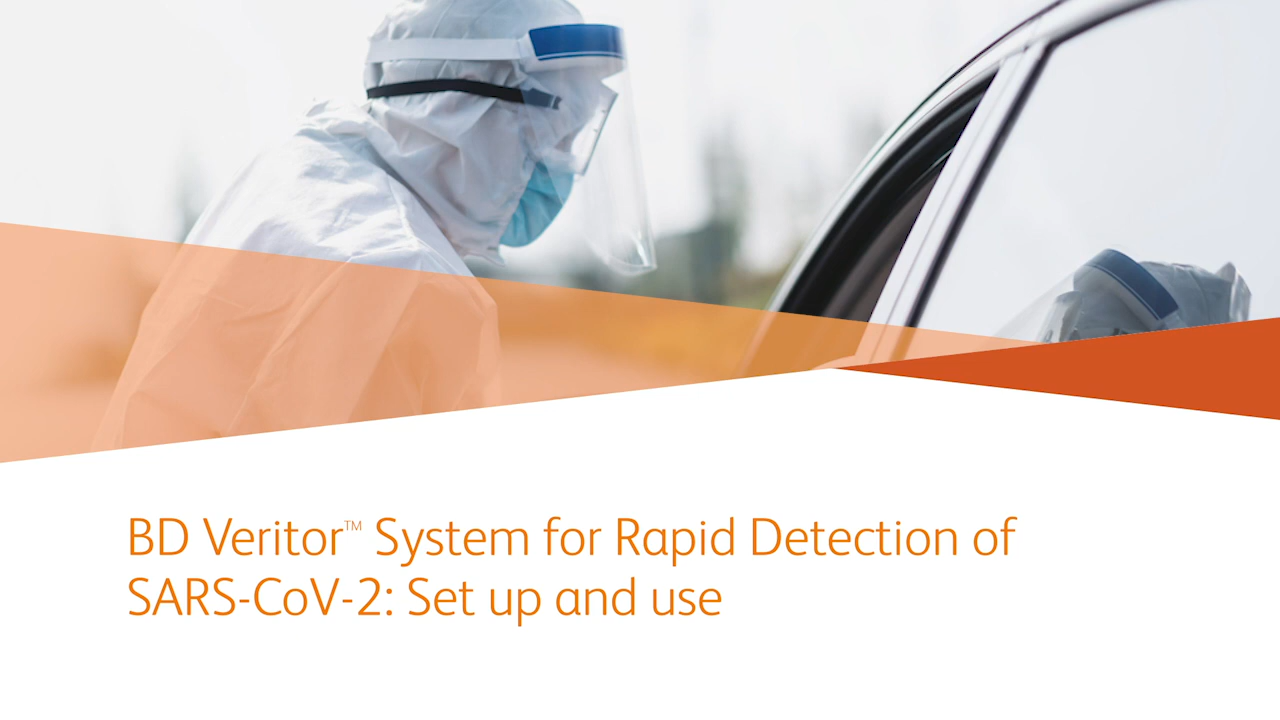 BD Veritor™ System for Rapid Detection of
SARS-CoV-2: Set up and use